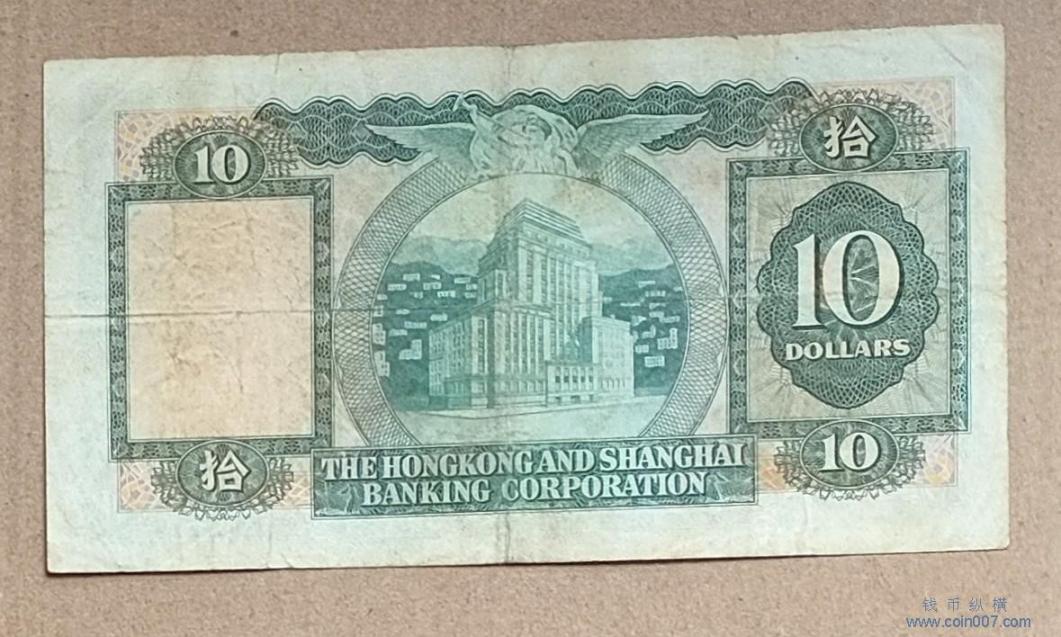 10
拾
10
DOLLARS
拾
THE HONGKONG AND SHANGHAI
BANKING CORPORATION
10
钱币纵横
www.coin007.com